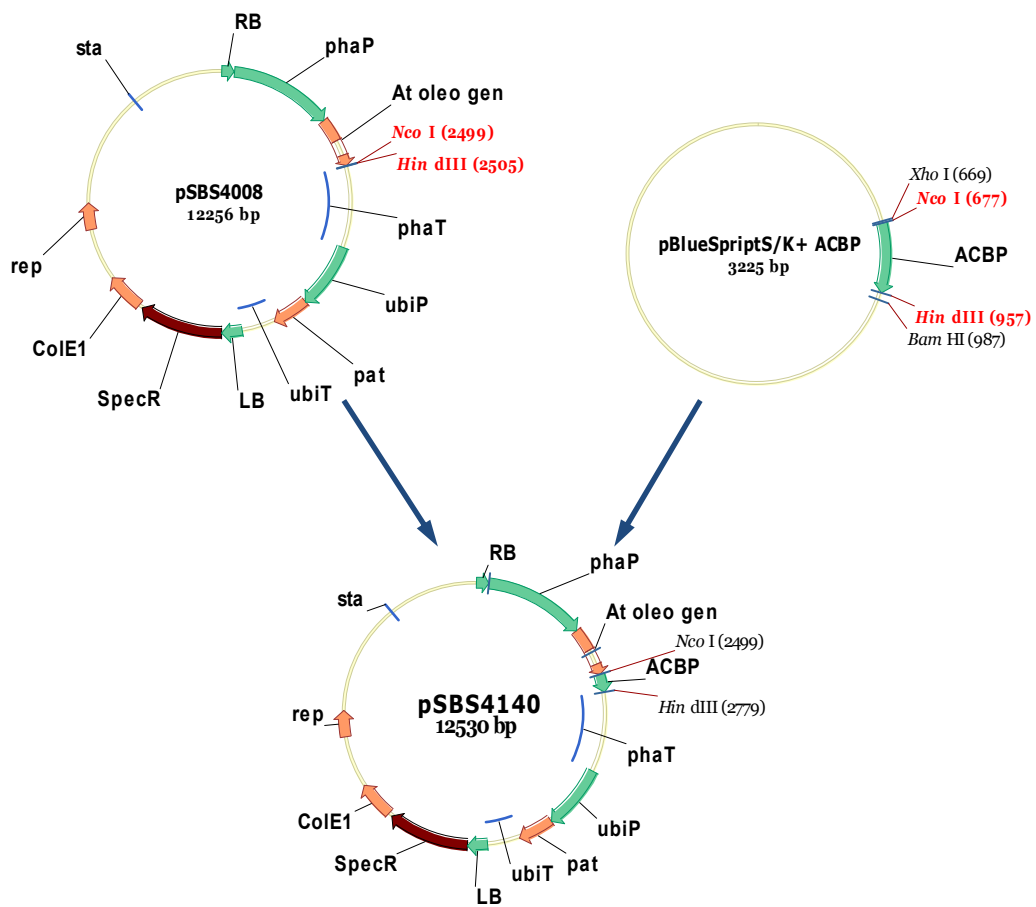 RB
phaP
sta
At oleo gen
Nco I (2499)
Hin dIII (2505)
pSBS4008
12256 bp
phaT
rep
ubiP
ColE1
SpecR
LB
ubiT
pat
Xho I (669)
Nco I (677)
pBlueSpriptS/K+ ACBP
3225 bp
ACBP
Hin dIII (957)
Bam HI (987)
RB
phaP
sta
At oleo gen
Nco I (2499)
ACBP
pSBS4140
12530 bp
Hin dIII (2779)
rep
phaT
ColE1
ubiP
SpecR
LB
ubiT
pat